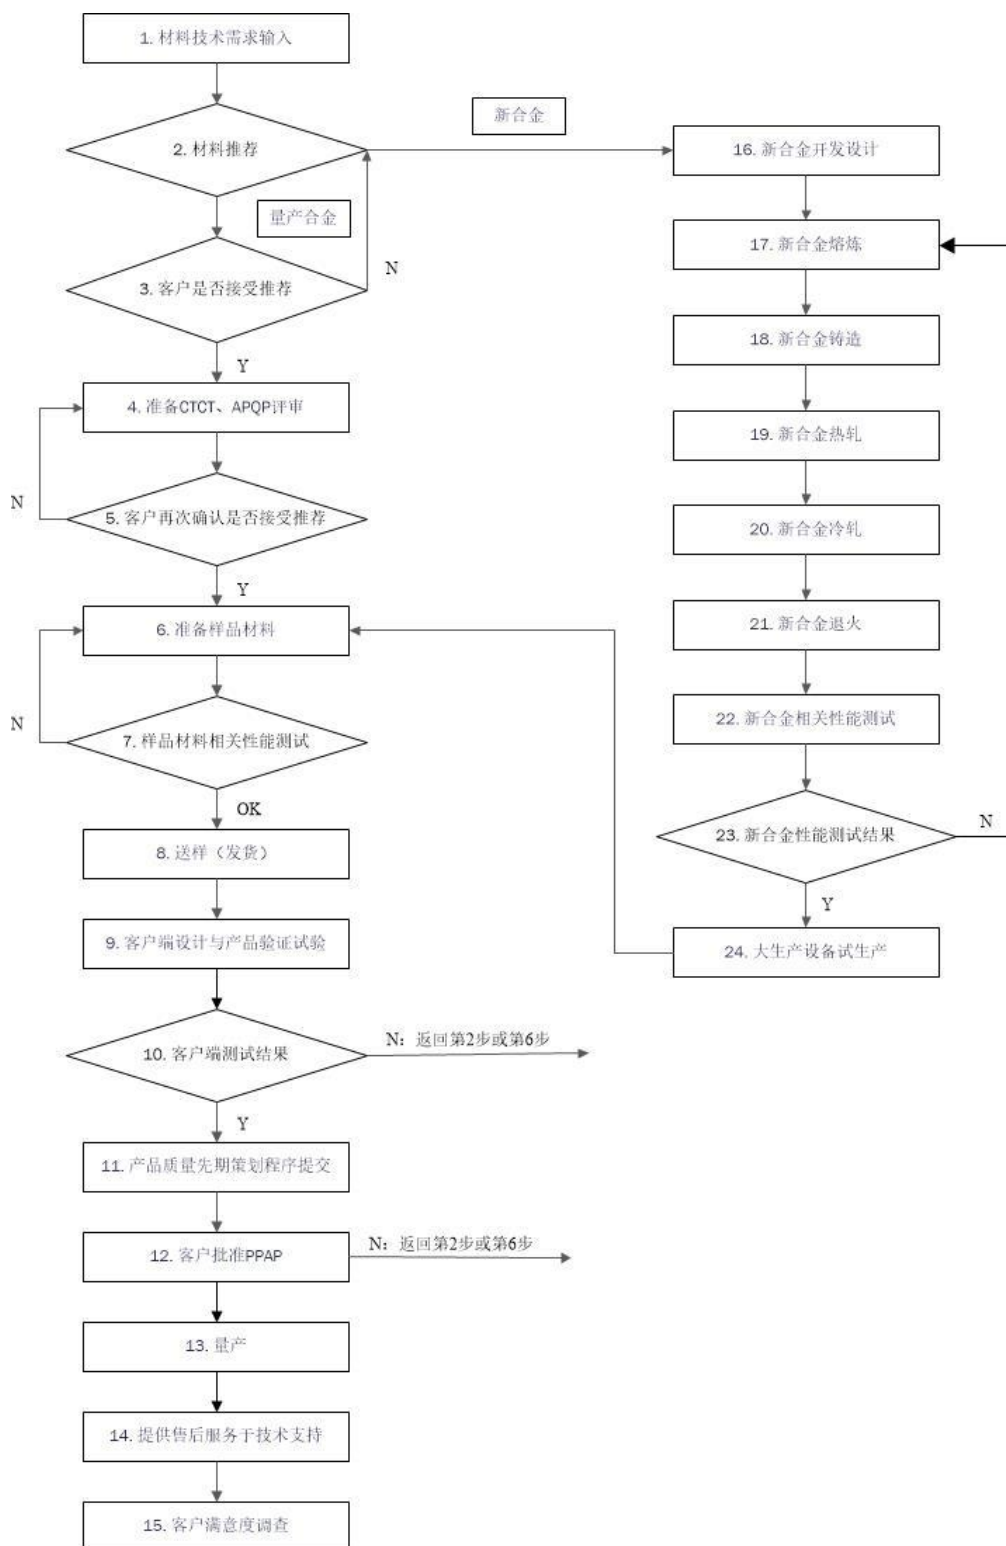 1. 材料技术需求输入
新合金
2. 材料推荐
16. 新合金开发设计
量产合金
17. 新合金熔炼
N
3. 客户是否接受推荐
18. 新合金铸造
Y
4. 准备CTCT、APQP评审
19. 新合金热轧
N
5. 客户再次确认是否接受推荐
20. 新合金冷轧
Y
6. 准备样品材料
21. 新合金退火
22. 新合金相关性能测试
N
7. 样品材料相关性能测试
OK
N
23. 新合金性能测试结果
8. 送样（发货）
Y
9. 客户端设计与产品验证试验
24. 大生产设备试生产
N：返回第2步或第6步
10. 客户端测试结果
Y
11. 产品质量先期策划程序提交
N：返回第2步或第6步
12. 客户批准PPAP
13. 量产
14. 提供售后服务于技术支持
15. 客户满意度调查